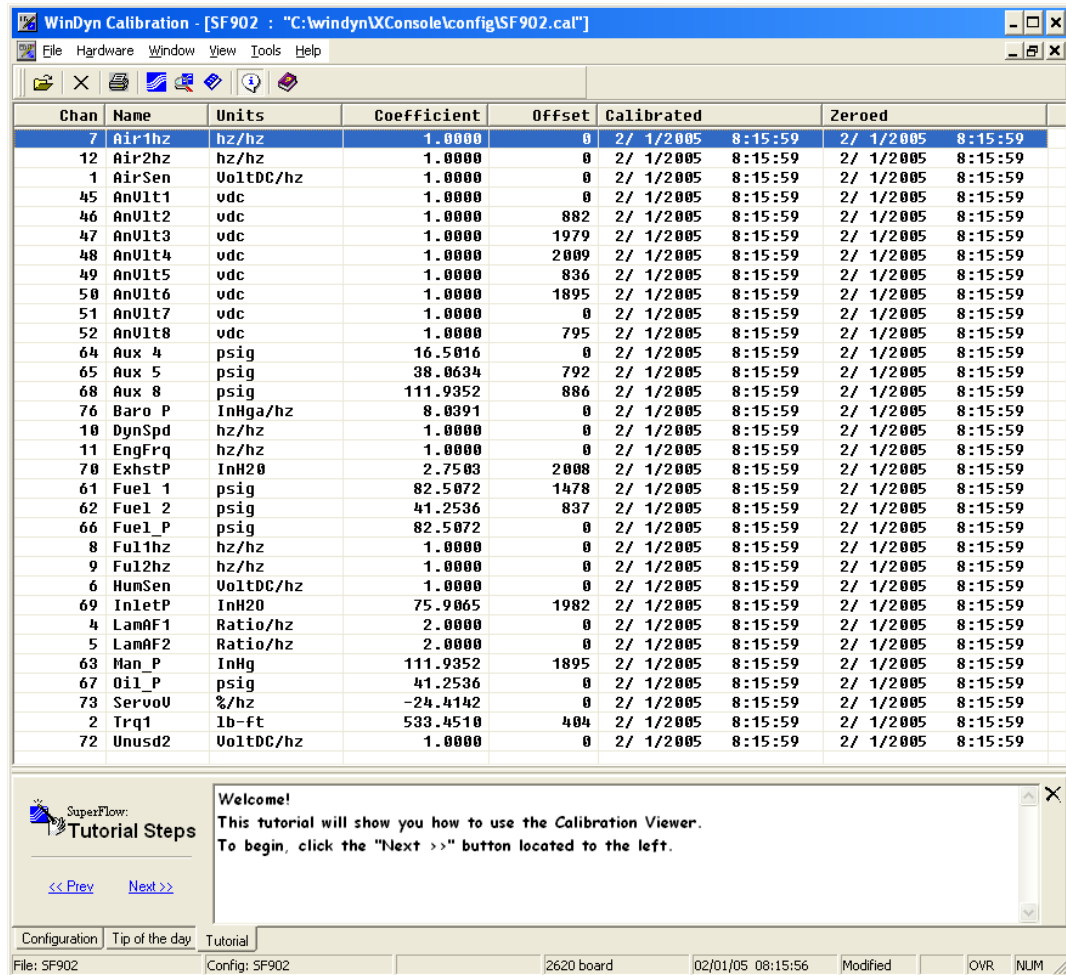 WinDyn Calibration - [SF902 : "C:\windyn\XConsole\config\SF902.cal"]
File Hardware Window View Tools Help
Chan Name Units Coefficient Offset Calibrated Zeroed
7 Air1hz hz/hz 1.0000 0 2/ 1/2005 8:15:59 2/ 1/2005 8:15:59
12 Air2hz hz/hz 1.0000 0 2/ 1/2005 8:15:59 2/ 1/2005 8:15:59
1 AirSen VoltDC/hz 1.0000 0 2/ 1/2005 8:15:59 2/ 1/2005 8:15:59
45 AnVlt1 vdc 1.0000 0 2/ 1/2005 8:15:59 2/ 1/2005 8:15:59
46 AnVlt2 vdc 1.0000 882 2/ 1/2005 8:15:59 2/ 1/2005 8:15:59
47 AnVlt3 vdc 1.0000 1979 2/ 1/2005 8:15:59 2/ 1/2005 8:15:59
48 AnVlt4 vdc 1.0000 2009 2/ 1/2005 8:15:59 2/ 1/2005 8:15:59
49 AnVlt5 vdc 1.0000 836 2/ 1/2005 8:15:59 2/ 1/2005 8:15:59
50 AnVlt6 vdc 1.0000 1895 2/ 1/2005 8:15:59 2/ 1/2005 8:15:59
51 AnVlt7 vdc 1.0000 0 2/ 1/2005 8:15:59 2/ 1/2005 8:15:59
52 AnVlt8 vdc 1.0000 795 2/ 1/2005 8:15:59 2/ 1/2005 8:15:59
64 Aux 4 psig 16.5016 0 2/ 1/2005 8:15:59 2/ 1/2005 8:15:59
65 Aux 5 psig 38.0634 792 2/ 1/2005 8:15:59 2/ 1/2005 8:15:59
68 Aux 8 psig 111.9352 886 2/ 1/2005 8:15:59 2/ 1/2005 8:15:59
76 Baro P InHga/hz 8.0391 0 2/ 1/2005 8:15:59 2/ 1/2005 8:15:59
10 DynSpd hz/hz 1.0000 0 2/ 1/2005 8:15:59 2/ 1/2005 8:15:59
11 EngFrq hz/hz 1.0000 0 2/ 1/2005 8:15:59 2/ 1/2005 8:15:59
70 ExhstP InH20 2.7503 2008 2/ 1/2005 8:15:59 2/ 1/2005 8:15:59
61 Fuel 1 psig 82.5072 1478 2/ 1/2005 8:15:59 2/ 1/2005 8:15:59
62 Fuel 2 psig 41.2536 837 2/ 1/2005 8:15:59 2/ 1/2005 8:15:59
66 Fuel_P psig 82.5072 0 2/ 1/2005 8:15:59 2/ 1/2005 8:15:59
8 Ful1hz hz/hz 1.0000 0 2/ 1/2005 8:15:59 2/ 1/2005 8:15:59
9 Ful2hz hz/hz 1.0000 0 2/ 1/2005 8:15:59 2/ 1/2005 8:15:59
6 HumSen VoltDC/hz 1.0000 0 2/ 1/2005 8:15:59 2/ 1/2005 8:15:59
69 InletP InH2O 75.9065 1982 2/ 1/2005 8:15:59 2/ 1/2005 8:15:59
4 LamAF1 Ratio/hz 2.0000 0 2/ 1/2005 8:15:59 2/ 1/2005 8:15:59
5 LamAF2 Ratio/hz 2.0000 0 2/ 1/2005 8:15:59 2/ 1/2005 8:15:59
63 Man_P InHg 111.9352 1895 2/ 1/2005 8:15:59 2/ 1/2005 8:15:59
67 Oil_P psig 41.2536 0 2/ 1/2005 8:15:59 2/ 1/2005 8:15:59
73 ServoV %/hz -24.4142 0 2/ 1/2005 8:15:59 2/ 1/2005 8:15:59
2 Trq1 lb-ft 533.4510 404 2/ 1/2005 8:15:59 2/ 1/2005 8:15:59
72 Unusd2 VoltDC/hz 1.0000 0 2/ 1/2005 8:15:59 2/ 1/2005 8:15:59
SuperFlow:
Tutorial Steps
<< Prev Next >>
Welcome!
This tutorial will show you how to use the Calibration Viewer.
To begin, click the "Next >>" button located to the left.
Configuration Tip of the day Tutorial
File: SF902 Config: SF902 2620 board 02/01/05 08:15:56 Modified OVR NUM